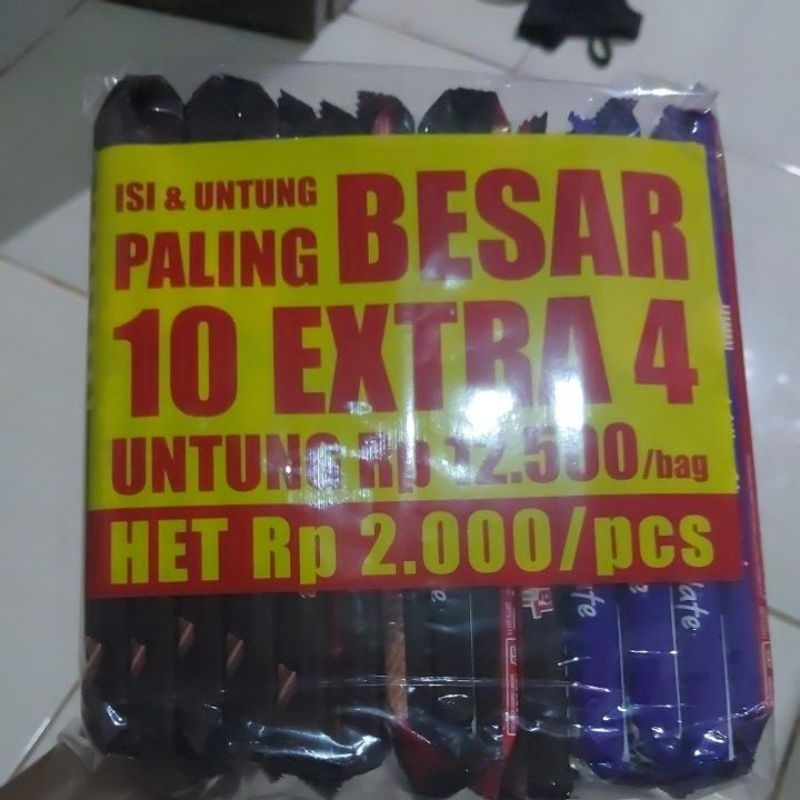 ISI & UNTUNG
PALING BESAR
10 EXTRA 4
UNTUNG Rp 12.500/bag
HET Rp 2.000/pcs